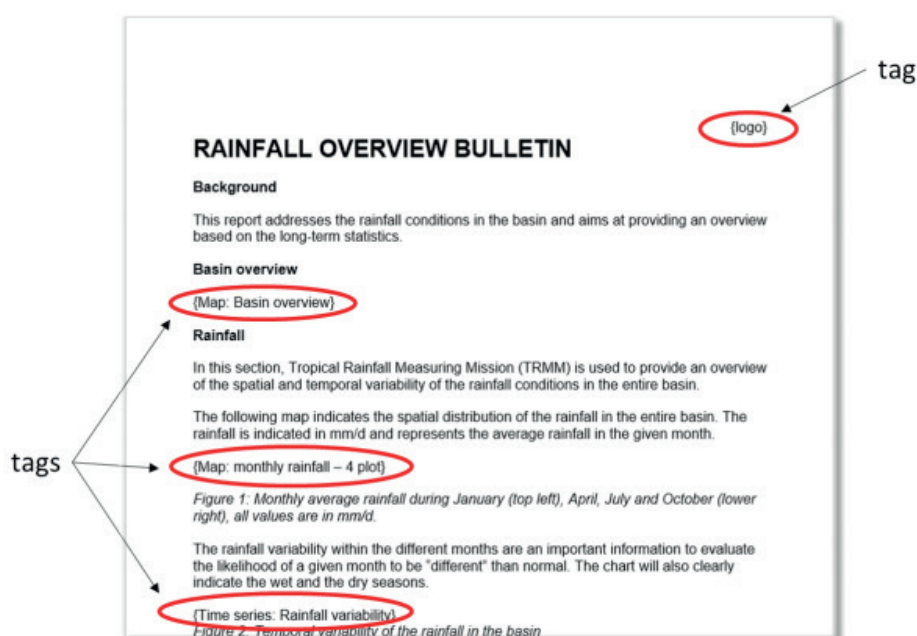 tag
{logo}
RAINFALL OVERVIEW BULLETIN
Background
This report addresses the rainfall conditions in the basin and aims at providing an overview
based on the long-term statistics.
Basin overview
{Map: Basin overview}
Rainfall
In this section, Tropical Rainfall Measuring Mission (TRMM) is used to provide an overview
of the spatial and temporal variability of the rainfall conditions in the entire basin.
The following map indicates the spatial distribution of the rainfall in the entire basin. The
rainfall is indicated in mm/d and represents the average rainfall in the given month.
tags
{Map: monthly rainfall – 4 plot}
Figure 1: Monthly average rainfall during January (top left), April, July and October (lower
right), all values are in mm/d.
The rainfall variability within the different months are an important information to evaluate
the likelihood of a given month to be "different" than normal. The chart will also clearly
indicate the wet and the dry seasons.
{Time series: Rainfall variability}
Figure 2: Temporal variability of the rainfall in the basin